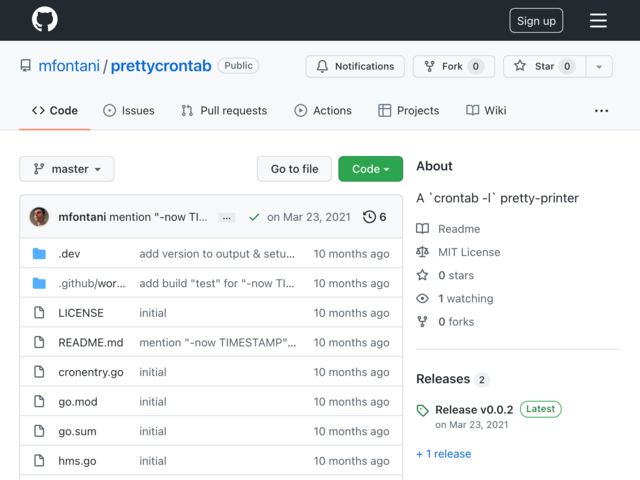 Sign up
mfontani / prettycrontab Public
Notifications Fork 0 Star 0
Code Issues Pull requests Actions Projects Wiki ...
master Go to file Code
mfontani mention "-now TI... ... on Mar 23, 2021 6
.dev add version to output & setu... 10 months ago
.github/wor... add build "test" for "-now TI... 10 months ago
LICENSE initial 10 months ago
README.md mention "-now TIMESTAMP"... 10 months ago
cronentry.go initial 10 months ago
go.mod initial 10 months ago
go.sum initial 10 months ago
hms.go initial 10 months ago
About
A `crontab -l` pretty-printer
Readme
MIT License
0 stars
1 watching
0 forks
Releases 2
Release v0.0.2 Latest
on Mar 23, 2021
+ 1 release